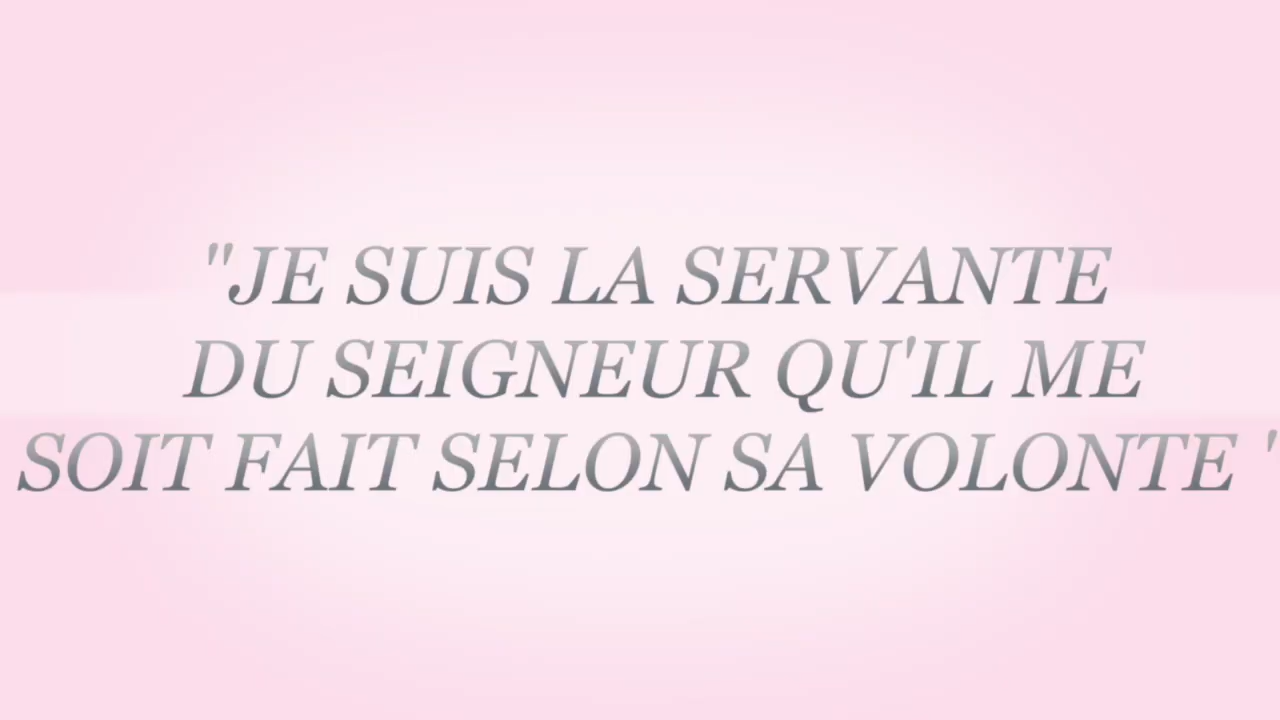 "JE SUIS LA SERVANTE
DU SEIGNEUR QU'IL ME
SOIT FAIT SELON SA VOLONTE '